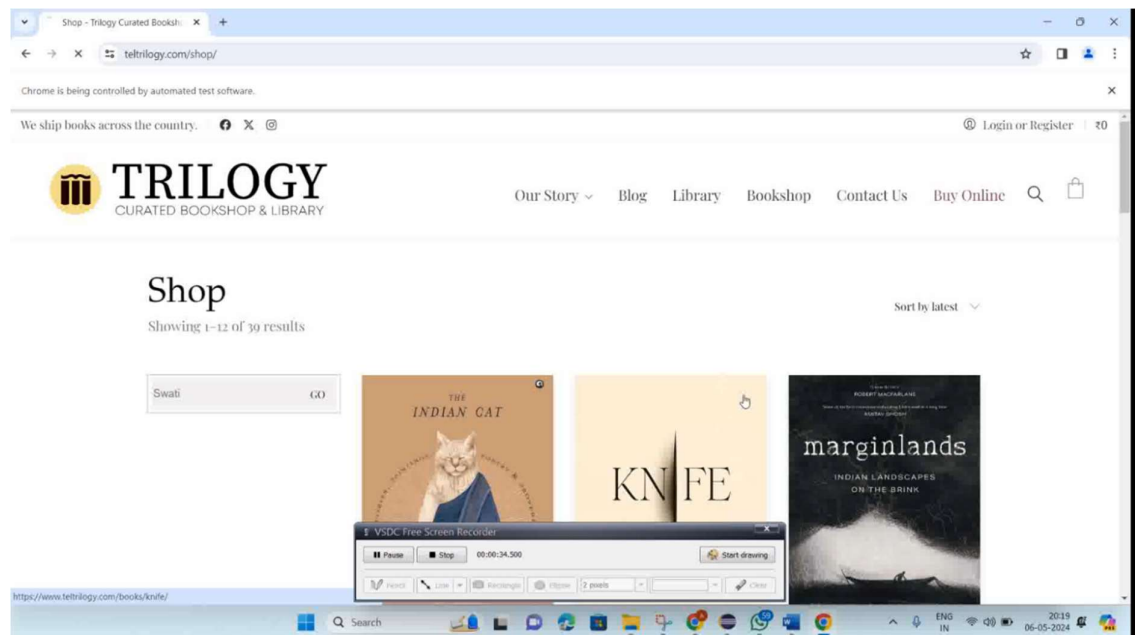 Shop - Trilogy Curated Booksh
teltrilogy.com/shop/
Chrome is being controlled by automated test software.
We ship books across the country.
Login or Register ₹0
TRILOGY
CURATED BOOKSHOP & LIBRARY
Our Story Blog Library Bookshop Contact Us Buy Online
Shop
Showing 1–12 of 39 results
Sort by latest
Swati GO
THE
INDIAN CAT
KNIFE
ROBERT MACFARLANE
marginlands
INDIAN LANDSCAPES
ON THE BRINK
VSDC Free Screen Recorder
Pause Stop 00:00:34.500 Start drawing
Pencil Line Rectangle Ellipse 2 pixels Clear
https://www.teltrilogy.com/books/knife/
Search
59
ENG
IN
20:19
06-05-2024